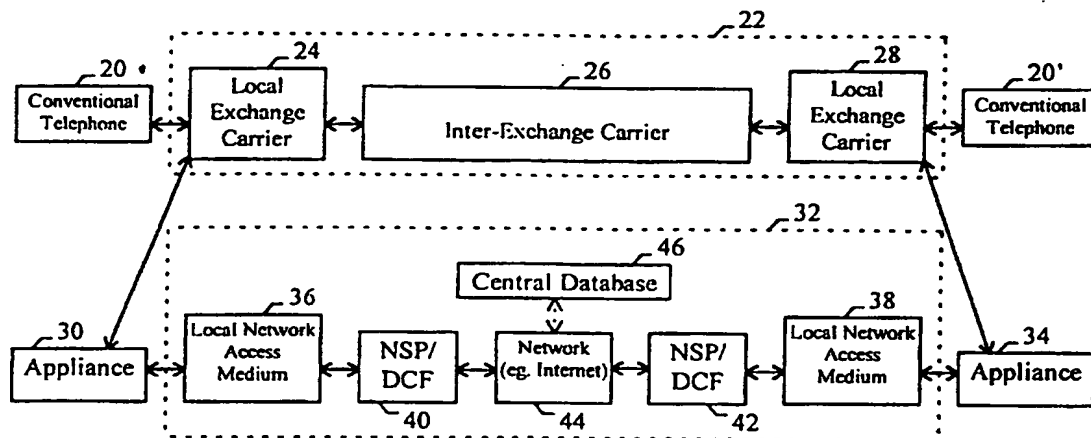 22
24
28
20
26
20'
Conventional
Telephone
Local
Exchange
Carrier
Inter-Exchange Carrier
Local
Exchange
Carrier
Conventional
Telephone
32
46
Central Database
36
38
30
34
Local Network
Access
Medium
NSP/
DCF
Network
(eg. Internet)
NSP/
DCF
Local Network
Access
Medium
Appliance
Appliance
40
44
42